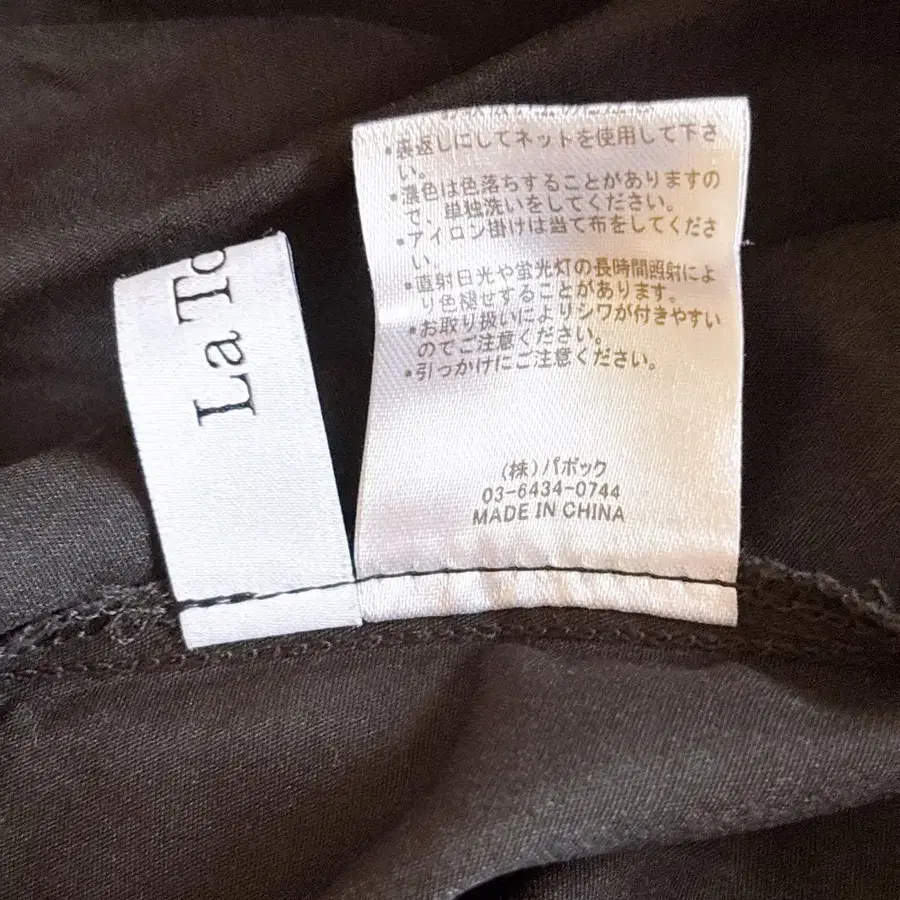 La To
・裏返しにしてネットを使用して下さ
い。
・濃色は色落ちすることがありますの
で、単独洗いをしてください。
・アイロン掛けは当て布をしてくださ
い。
・直射日光や蛍光灯の長時間照射によ
り色褪せすることがあります。
・お取り扱いによりシワが付きやすい
のでご注意ください。
・引っかけにご注意ください。
(株)パボック
03-6434-0744
MADE IN CHINA